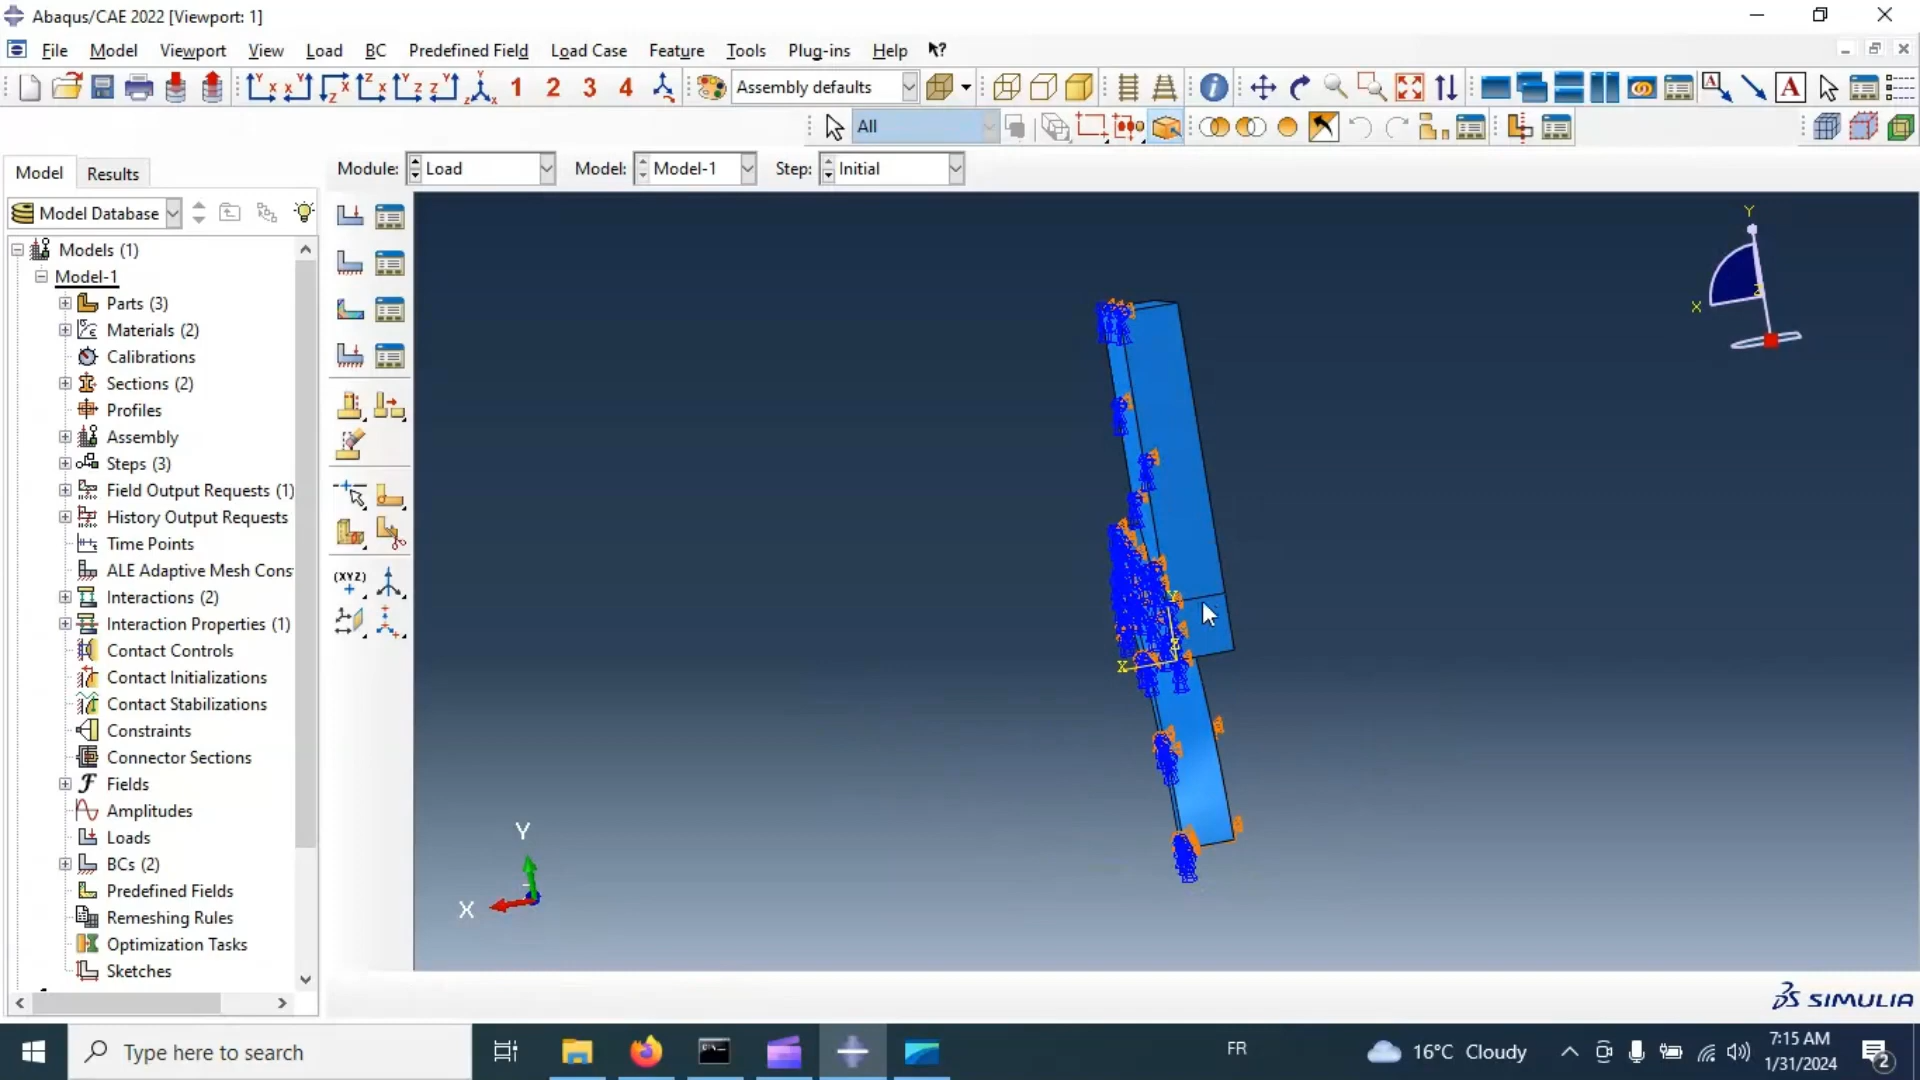 Abaqus/CAE 2022 [Viewport: 1]
File Model Viewport View Load BC Predefined Field Load Case Feature Tools Plug-ins Help
1 2 3 4 Assembly defaults
All
Model Results
Module: Load Model: Model-1 Step: Initial
Model Database
Models (1)
Model-1
Parts (3)
Materials (2)
Calibrations
Sections (2)
Profiles
Assembly
Steps (3)
Field Output Requests (1)
History Output Requests
Time Points
ALE Adaptive Mesh Cons
Interactions (2)
Interaction Properties (1)
Contact Controls
Contact Initializations
Contact Stabilizations
Constraints
Connector Sections
Fields
Amplitudes
Loads
BCs (2)
Predefined Fields
Remeshing Rules
Optimization Tasks
Sketches
(XYZ)
Y
X
Z
Y
X
Z
Y
X
SIMULIA
Type here to search
FR
16°C Cloudy
7:15 AM
1/31/2024
2